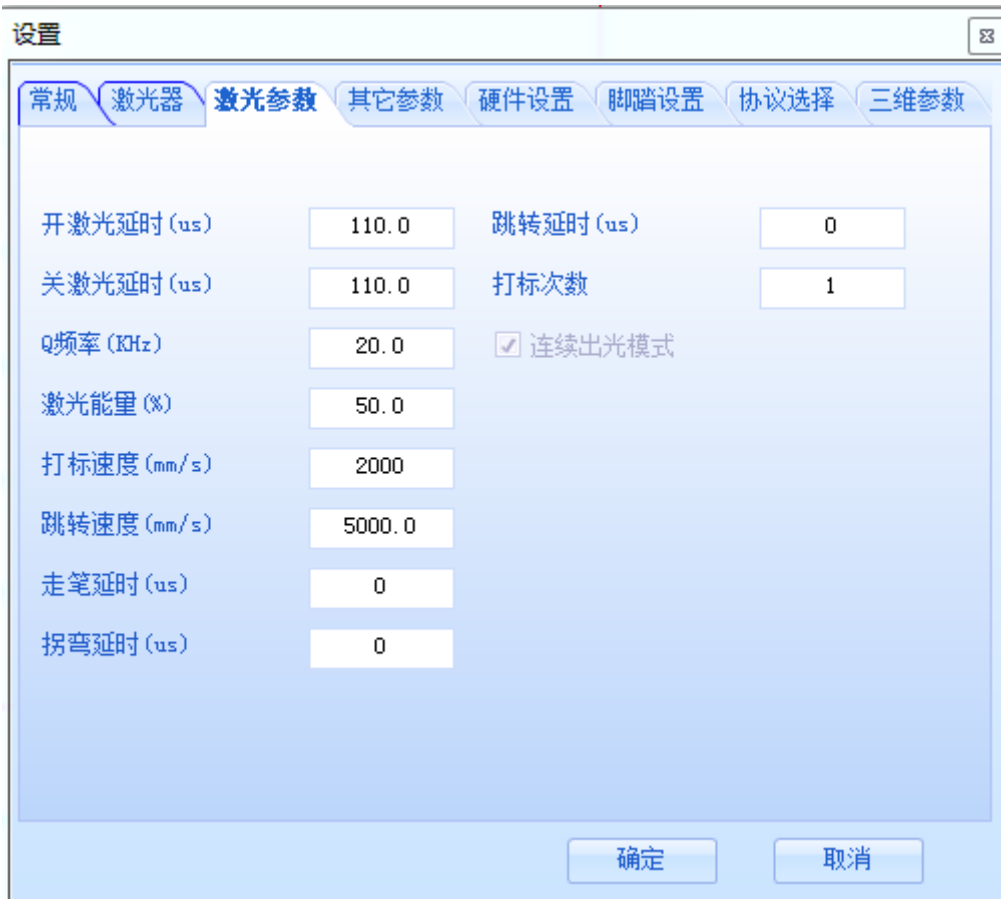 设置
常规 激光器 激光参数 其它参数 硬件设置 脚踏设置 协议选择 三维参数
开激光延时(us) 110.0 跳转延时(us) 0
关激光延时(us) 110.0 打标次数 1
Q频率(KHz) 20.0 连续出光模式
激光能量(%) 50.0
打标速度(mm/s) 2000
跳转速度(mm/s) 5000.0
走笔延时(us) 0
拐弯延时(us) 0
确定 取消